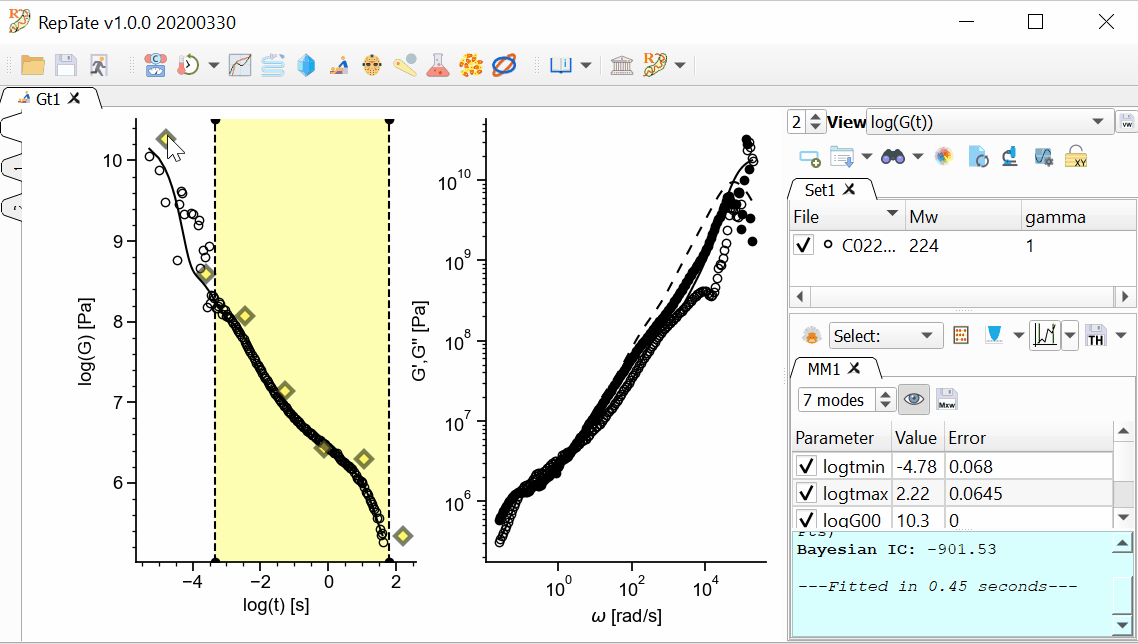 RepTate v1.0.0 20200330
Gt1
2 View log(G(t))
Set1
File Mw gamma
C022... 224 1
Select:
TH
MM1
7 modes
Mxw
Parameter Value Error
logtmin -4.78 0.068
logtmax 2.22 0.0645
logG00 10.3 0
Bayesian IC: -901.53
---Fitted in 0.45 seconds---
log(G) [Pa]
10
9
8
7
6
−4 −2 0 2
log(t) [s]
G',G'' [Pa]
10^10
10^9
10^8
10^7
10^6
10^0 10^2 10^4
ω [rad/s]